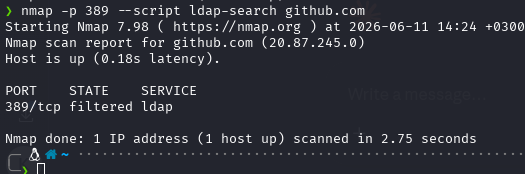 ❯ nmap -p 389 --script ldap-search github.com
Starting Nmap 7.98 ( https://nmap.org ) at 2026-06-11 14:24 +0300
Nmap scan report for github.com (20.87.245.0)
Host is up (0.18s latency).
PORT    STATE    SERVICE
389/tcp filtered ldap
Nmap done: 1 IP address (1 host up) scanned in 2.75 seconds
~
❯
Write a message...